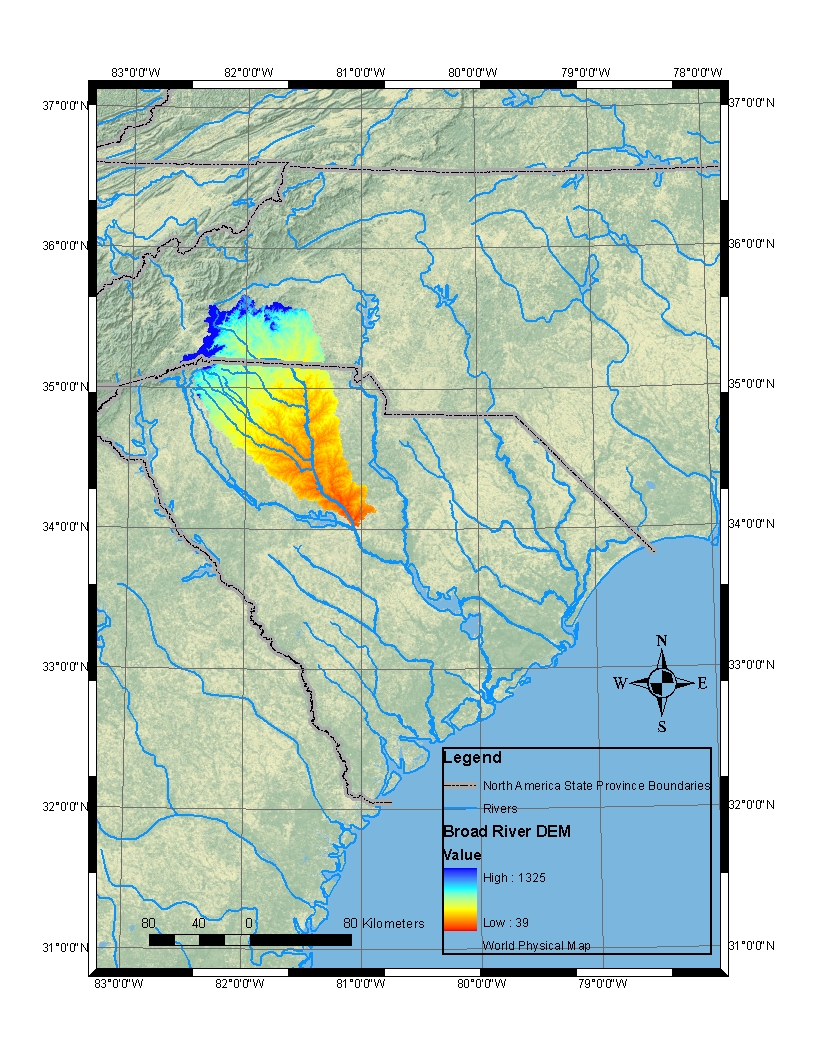 83°0'0"W 82°0'0"W 81°0'0"W 80°0'0"W 79°0'0"W 78°0'0"W
37°0'0"N 37°0'0"N
36°0'0"N 36°0'0"N
35°0'0"N 35°0'0"N
34°0'0"N 34°0'0"N
N
W E
S
33°0'0"N 33°0'0"N
Legend
North America State Province Boundaries
Rivers
32°0'0"N 32°0'0"N
Broad River DEM
Value
High : 1325
Low : 39
World Physical Map
80 40 0 80 Kilometers
31°0'0"N 31°0'0"N
83°0'0"W 82°0'0"W 81°0'0"W 80°0'0"W 79°0'0"W